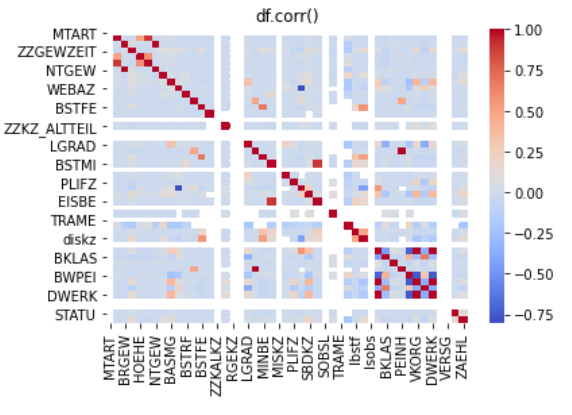 df.corr()
MTART
ZZGEWZEIT
NTGEW
WEBAZ
BSTFE
ZZKZ_ALTTEIL
LGRAD
BSTMI
PLIFZ
EISBE
TRAME
diskz
BKLAS
BWPEI
DWERK
STATU
1.00
0.75
0.50
0.25
0.00
−0.25
−0.50
−0.75
MTART
BRGEW
HOEHE
NTGEW
BASMG
BSTRF
BSTFE
ZZKALKZ
RGEKZ
LGRAD
MINBE
MISKZ
PLIFZ
SBDKZ
SOBSL
TRAME
lbstf
lsobs
BKLAS
PEINH
VKORG
DWERK
VERSG
ZAEHL